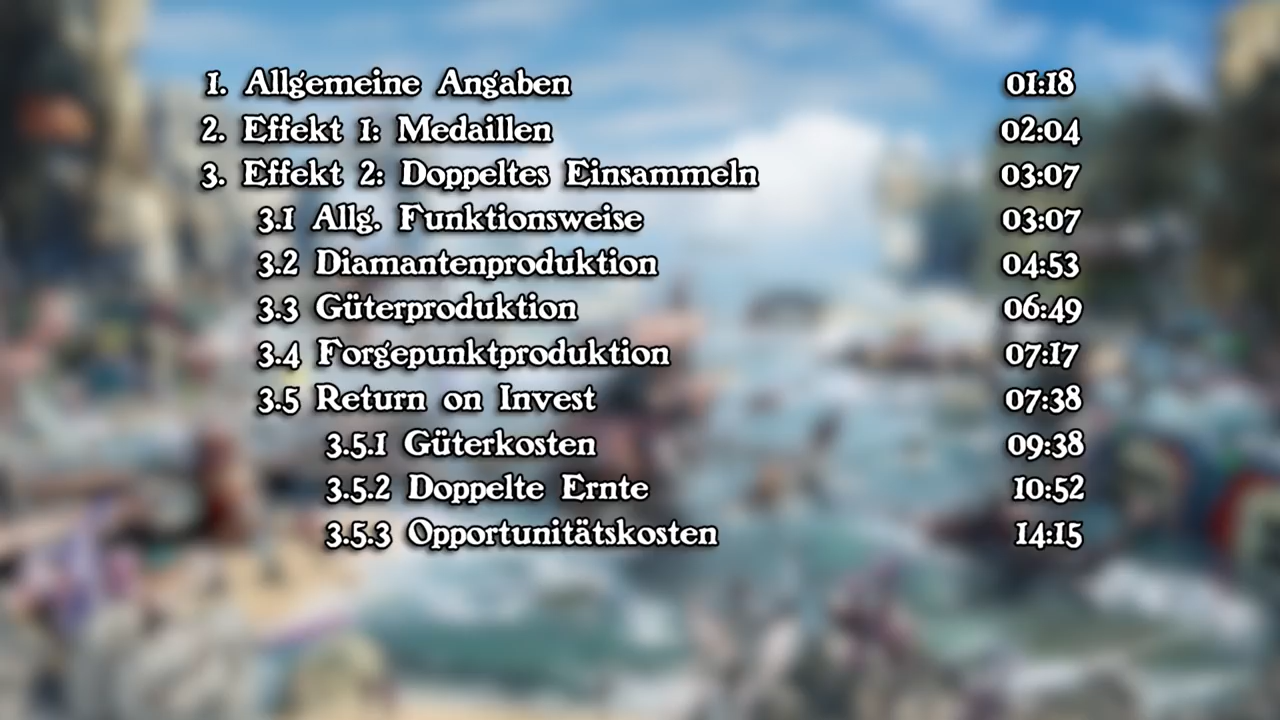 1. Allgemeine Angaben 01:18
2. Effekt 1: Medaillen 02:04
3. Effekt 2: Doppeltes Einsammeln 03:07
3.1 Allg. Funktionsweise 03:07
3.2 Diamantenproduktion 04:53
3.3 Güterproduktion 06:49
3.4 Forgepunktproduktion 07:17
3.5 Return on Invest 07:38
3.5.1 Güterkosten 09:38
3.5.2 Doppelte Ernte 10:52
3.5.3 Opportunitätskosten 14:15